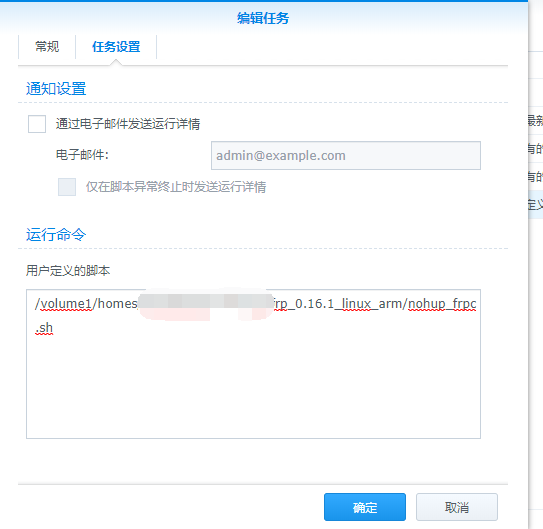 编辑任务
常规
任务设置
通知设置
通过电子邮件发送运行详情
电子邮件:
admin@example.com
仅在脚本异常终止时发送运行详情
运行命令
用户定义的脚本
/volume1/homes frp_0.16.1_linux_arm/nohup_frpc
.sh
确定
取消
最新
有的
有的
定义